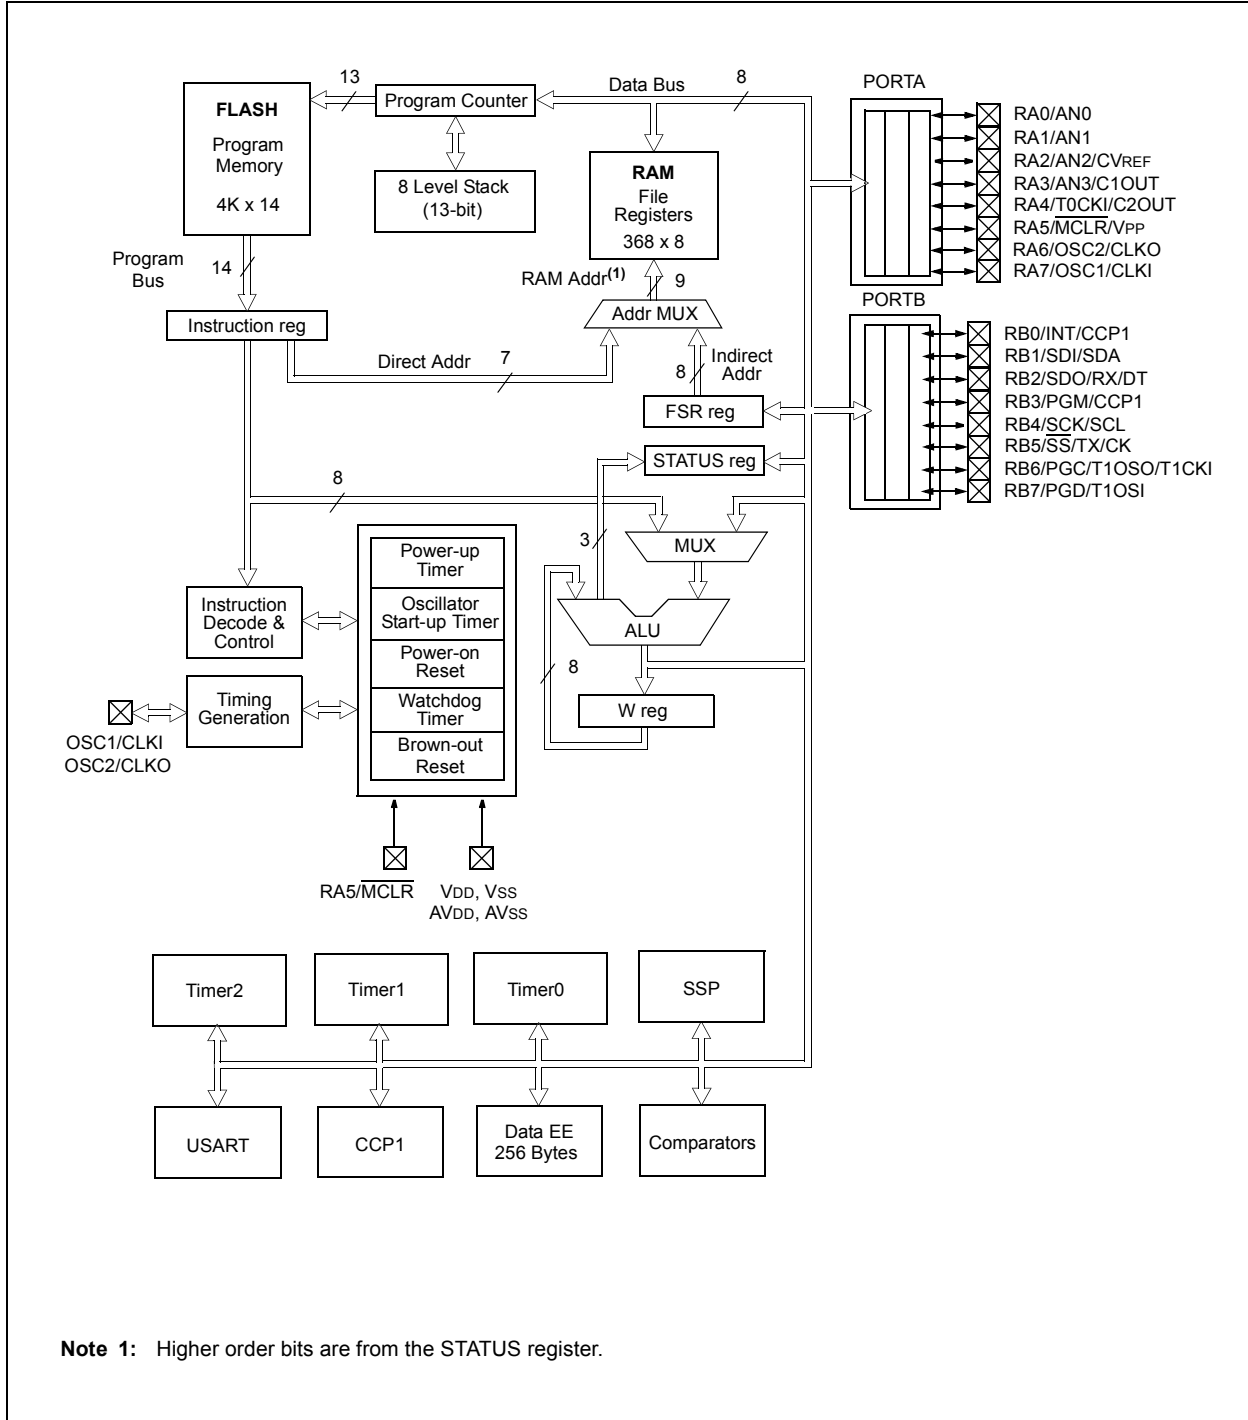 13
Data Bus
8
PORTA
FLASH
Program
Memory
4K x 14
Program Counter
8 Level Stack
(13-bit)
RAM
File
Registers
368 x 8
RA0/AN0
RA1/AN1
RA2/AN2/CVREF
RA3/AN3/C1OUT
RA4/T0CKI/C2OUT
RA5/MCLR/VPP
RA6/OSC2/CLKO
RA7/OSC1/CLKI
Program
Bus
14
RAM Addr(1)
9
PORTB
Instruction reg
Addr MUX
Direct Addr
7
8
Indirect
Addr
FSR reg
STATUS reg
RB0/INT/CCP1
RB1/SDI/SDA
RB2/SDO/RX/DT
RB3/PGM/CCP1
RB4/SCK/SCL
RB5/SS/TX/CK
RB6/PGC/T1OSO/T1CKI
RB7/PGD/T1OSI
8
3
MUX
Power-up
Timer
Oscillator
Start-up Timer
Power-on
Reset
Watchdog
Timer
Brown-out
Reset
Instruction
Decode &
Control
ALU
8
Timing
Generation
W reg
OSC1/CLKI
OSC2/CLKO
RA5/MCLR
VDD, VSS
AVDD, AVSS
Timer2
Timer1
Timer0
SSP
USART
CCP1
Data EE
256 Bytes
Comparators
Note 1: Higher order bits are from the STATUS register.